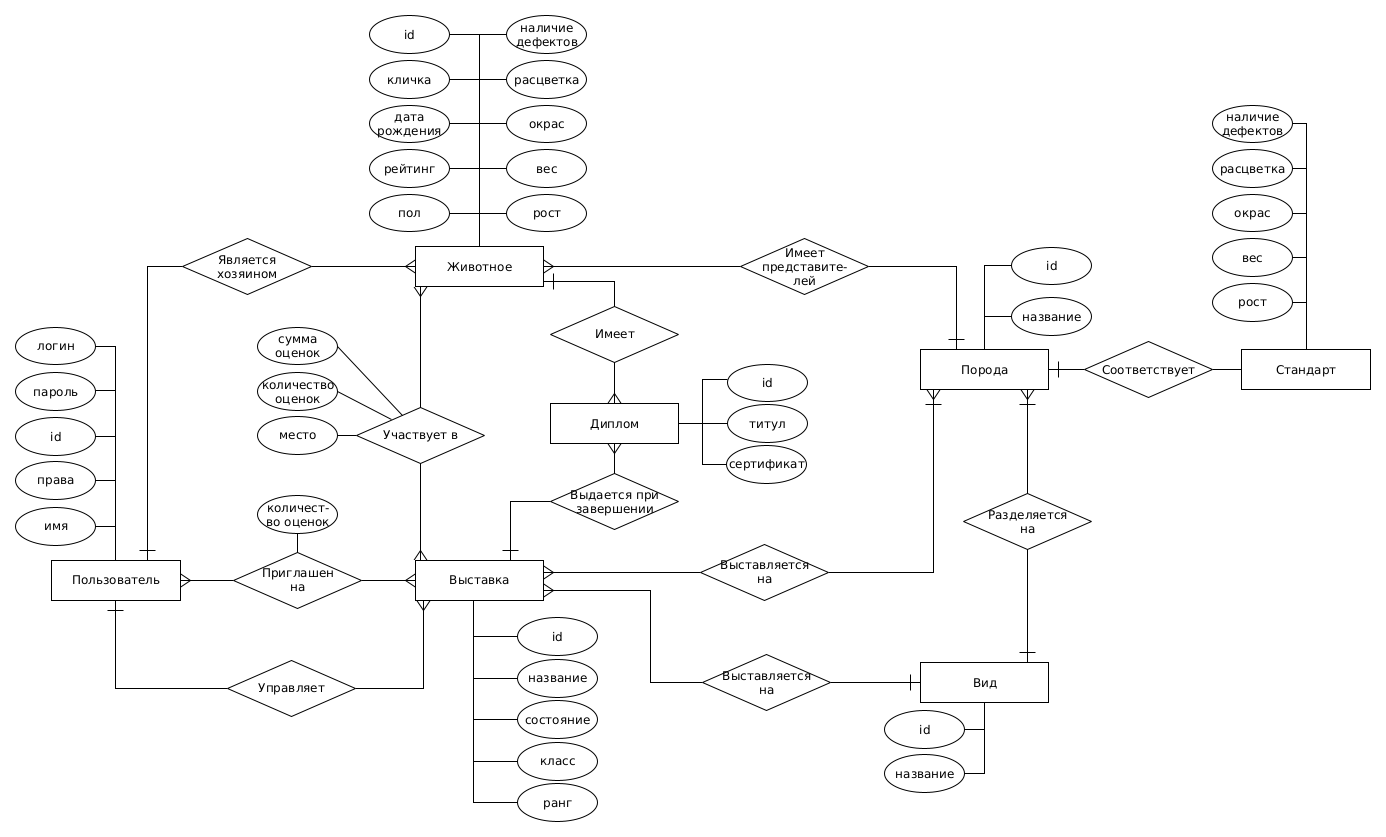 id
наличие
дефектов
кличка
расцветка
дата
рождения
окрас
рейтинг
вес
пол
рост
Животное
Является
хозяином
Имеет
представите-
лей
наличие
дефектов
расцветка
окрас
вес
рост
id
название
Порода
Соответствует
Стандарт
Имеет
логин
пароль
id
права
имя
сумма
оценок
количество
оценок
место
Участвует в
Диплом
id
титул
сертификат
Выдается при
завершении
количест-
во оценок
Разделяется
на
Пользователь
Приглашен
на
Выставка
Выставляется
на
Управляет
id
название
состояние
класс
ранг
Выставляется
на
Вид
id
название